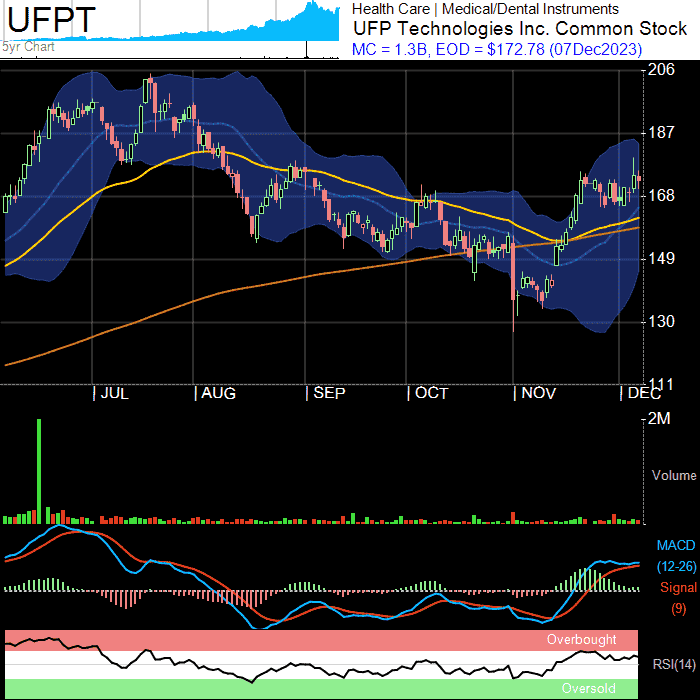 UFPT
5yr Chart
Health Care | Medical/Dental Instruments
UFP Technologies Inc. Common Stock
MC = 1.3B, EOD = $172.78 (07Dec2023)
206
187
168
149
130
111
| JUL | AUG | SEP | OCT | NOV | DEC
2M
Volume
MACD
(12-26)
Signal
(9)
Overbought
RSI(14)
Oversold